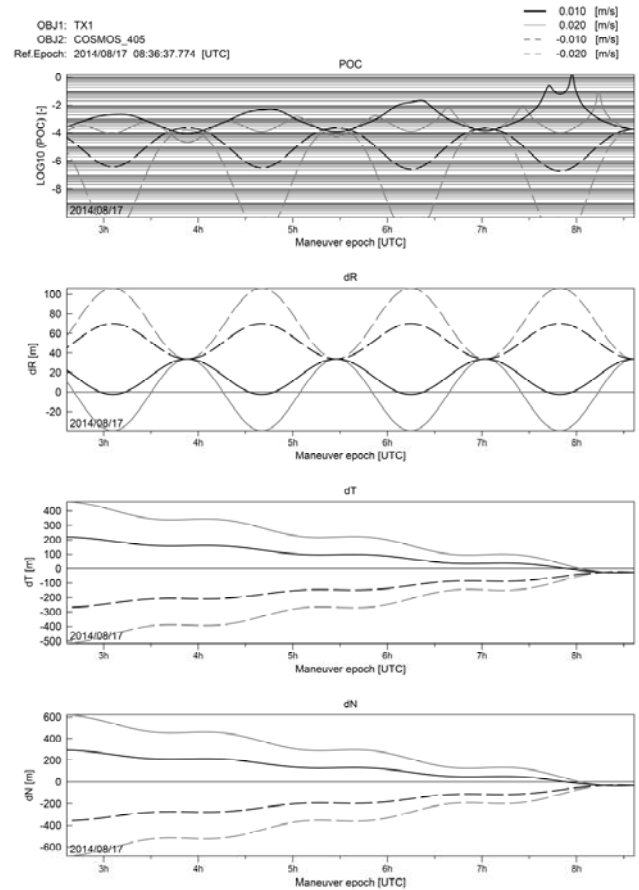 0.010 [m/s]
OBJ1: TX1
0.020 [m/s]
OBJ2: COSMOS_405
-0.010 [m/s]
Ref.Epoch: 2014/08/17 08:36:37.774 [UTC]
-0.020 [m/s]
POC
0
-2
-4
-6
-8
LOG10 (POC) [-]
2014/08/17
3h 4h 5h 6h 7h 8h
Maneuver epoch [UTC]
dR
100
80
60
40
20
0
-20
dR [m]
2014/08/17
3h 4h 5h 6h 7h 8h
Maneuver epoch [UTC]
dT
400
300
200
100
0
-100
-200
-300
-400
-500
dT [m]
2014/08/17
3h 4h 5h 6h 7h 8h
Maneuver epoch [UTC]
dN
600
400
200
0
-200
-400
-600
dN [m]
2014/08/17
3h 4h 5h 6h 7h 8h
Maneuver epoch [UTC]